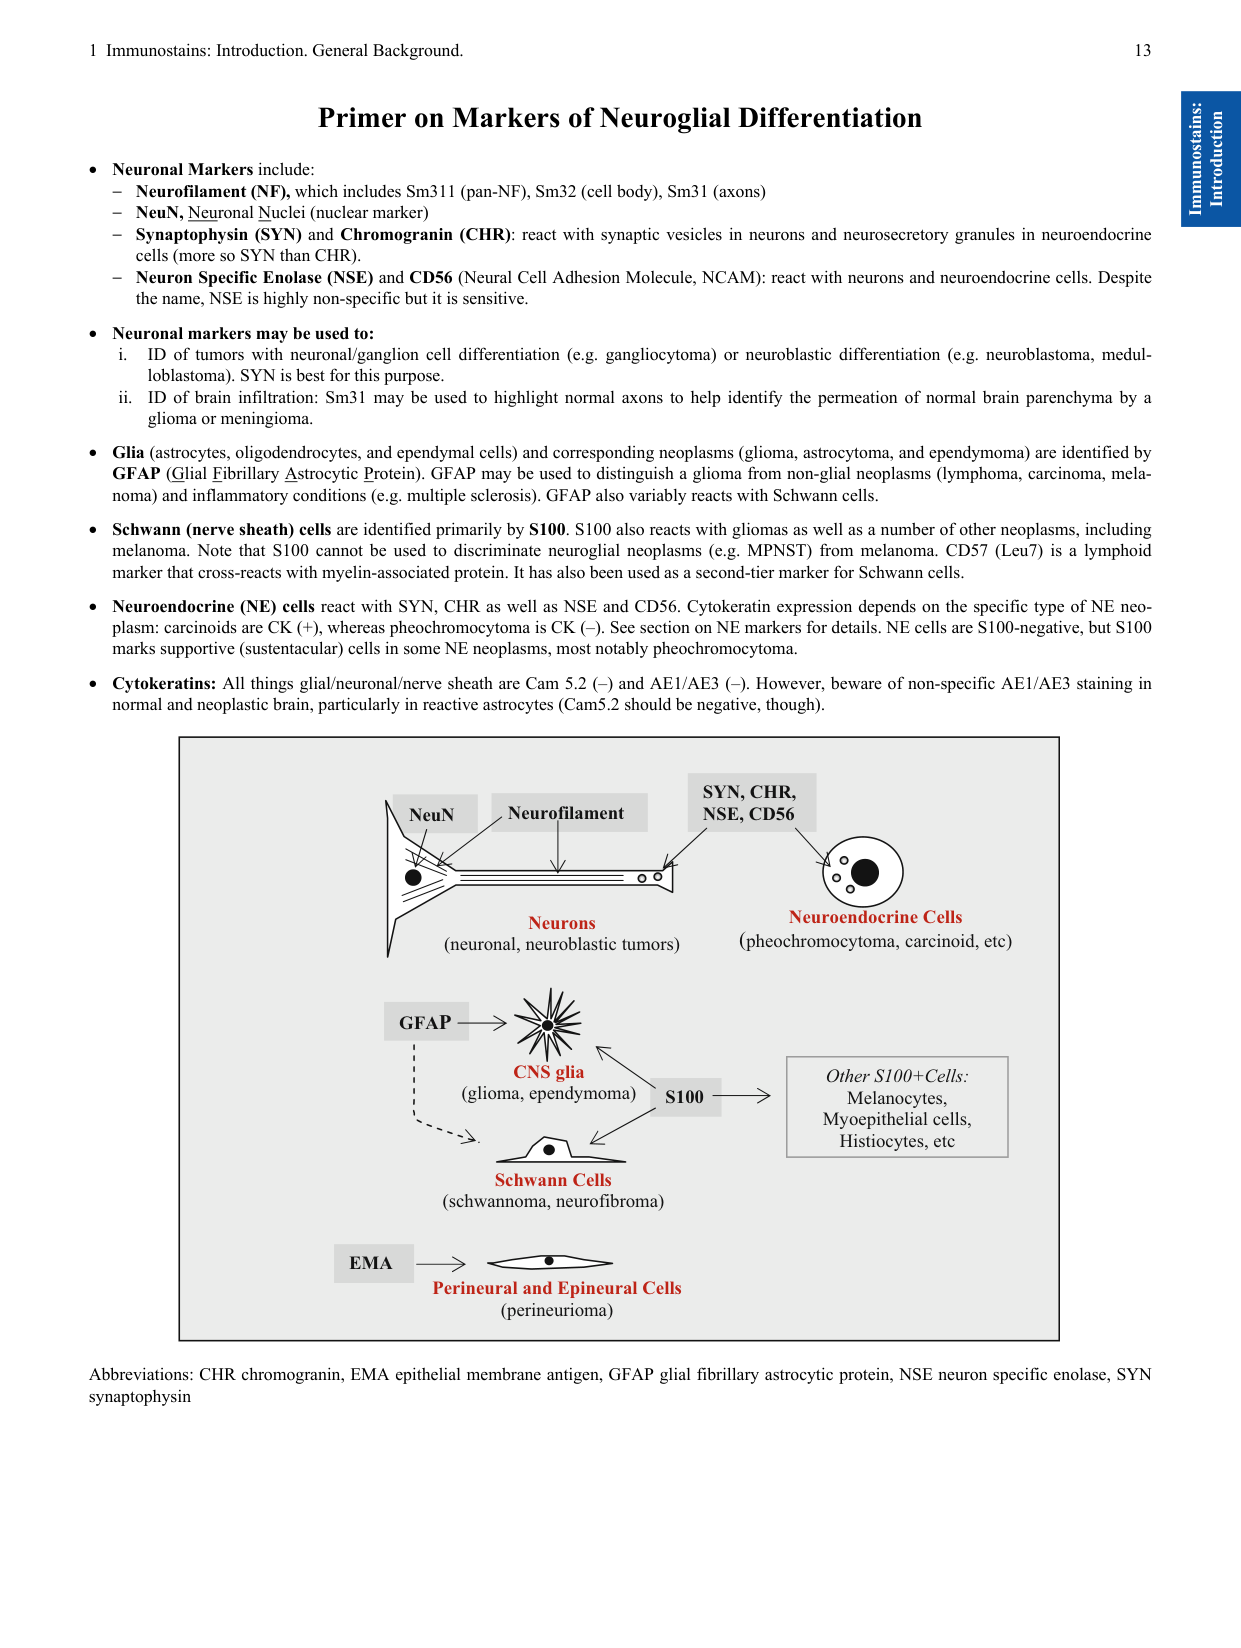 1 Immunostains: Introduction. General Background.
13
Immunostains:
Introduction
Primer on Markers of Neuroglial Differentiation
• Neuronal Markers include:
– Neurofilament (NF), which includes Sm311 (pan-NF), Sm32 (cell body), Sm31 (axons)
– NeuN, Neuronal Nuclei (nuclear marker)
– Synaptophysin (SYN) and Chromogranin (CHR): react with synaptic vesicles in neurons and neurosecretory granules in neuroendocrine
cells (more so SYN than CHR).
– Neuron Specific Enolase (NSE) and CD56 (Neural Cell Adhesion Molecule, NCAM): react with neurons and neuroendocrine cells. Despite
the name, NSE is highly non-specific but it is sensitive.
• Neuronal markers may be used to:
i. ID of tumors with neuronal/ganglion cell differentiation (e.g. gangliocytoma) or neuroblastic differentiation (e.g. neuroblastoma, medul-
loblastoma). SYN is best for this purpose.
ii. ID of brain infiltration: Sm31 may be used to highlight normal axons to help identify the permeation of normal brain parenchyma by a
glioma or meningioma.
• Glia (astrocytes, oligodendrocytes, and ependymal cells) and corresponding neoplasms (glioma, astrocytoma, and ependymoma) are identified by
GFAP (Glial Fibrillary Astrocytic Protein). GFAP may be used to distinguish a glioma from non-glial neoplasms (lymphoma, carcinoma, mela-
noma) and inflammatory conditions (e.g. multiple sclerosis). GFAP also variably reacts with Schwann cells.
• Schwann (nerve sheath) cells are identified primarily by S100. S100 also reacts with gliomas as well as a number of other neoplasms, including
melanoma. Note that S100 cannot be used to discriminate neuroglial neoplasms (e.g. MPNST) from melanoma. CD57 (Leu7) is a lymphoid
marker that cross-reacts with myelin-associated protein. It has also been used as a second-tier marker for Schwann cells.
• Neuroendocrine (NE) cells react with SYN, CHR as well as NSE and CD56. Cytokeratin expression depends on the specific type of NE neo-
plasm: carcinoids are CK (+), whereas pheochromocytoma is CK (–). See section on NE markers for details. NE cells are S100-negative, but S100
marks supportive (sustentacular) cells in some NE neoplasms, most notably pheochromocytoma.
• Cytokeratins: All things glial/neuronal/nerve sheath are Cam 5.2 (–) and AE1/AE3 (–). However, beware of non-specific AE1/AE3 staining in
normal and neoplastic brain, particularly in reactive astrocytes (Cam5.2 should be negative, though).
NeuN
Neurofilament
SYN, CHR,
NSE, CD56
Neurons
(neuronal, neuroblastic tumors)
Neuroendocrine Cells
(pheochromocytoma, carcinoid, etc)
GFAP
CNS glia
(glioma, ependymoma)
S100
Other S100+Cells:
Melanocytes,
Myoepithelial cells,
Histiocytes, etc
Schwann Cells
(schwannoma, neurofibroma)
EMA
Perineural and Epineural Cells
(perineurioma)
Abbreviations: CHR chromogranin, EMA epithelial membrane antigen, GFAP glial fibrillary astrocytic protein, NSE neuron specific enolase, SYN
synaptophysin